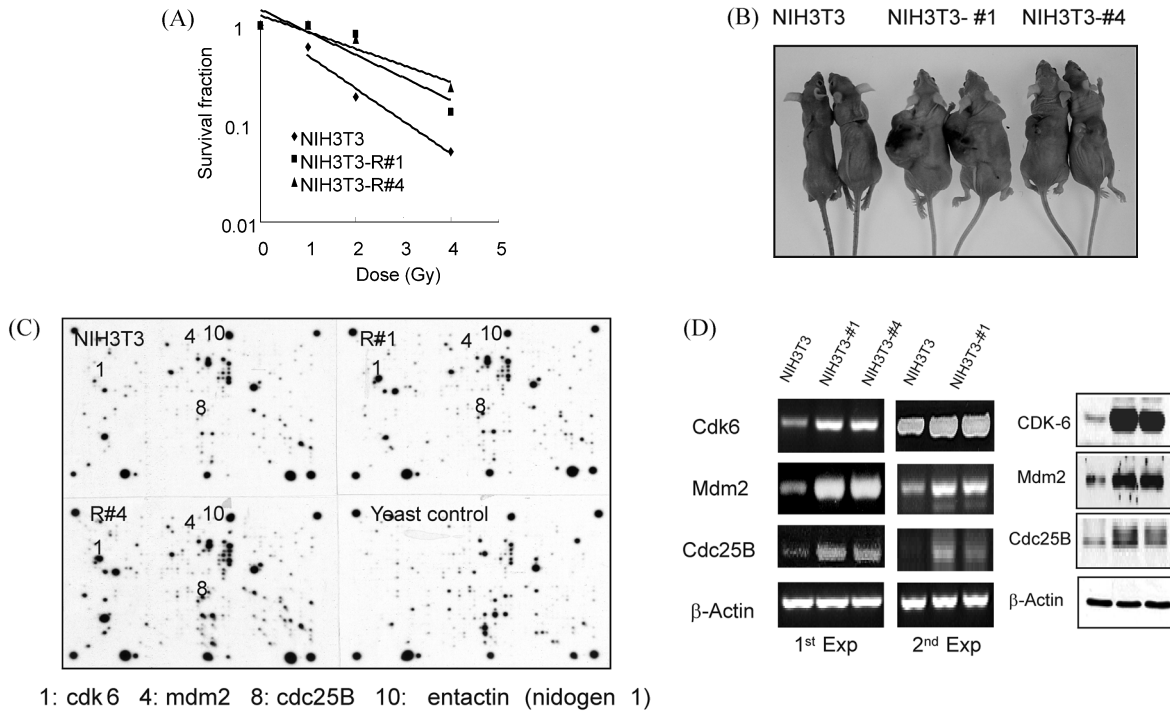 (A)
1
0.1
0.01
Survival fraction
NIH3T3
NIH3T3-R#1
NIH3T3-R#4
0 1 2 3 4 5
Dose (Gy)
(B)
NIH3T3 NIH3T3- #1 NIH3T3-#4
(C)
NIH3T3 4 10
1
8
R#1 4 10
1
8
R#4 4 10
1
8
Yeast control
1: cdk 6 4: mdm2 8: cdc25B 10: entactin (nidogen 1)
(D)
NIH3T3 NIH3T3-#1 NIH3T3-#4 NIH3T3 NIH3T3-#1
Cdk6
Mdm2
Cdc25B
β-Actin
1st Exp 2nd Exp
CDK-6
Mdm2
Cdc25B
β-Actin